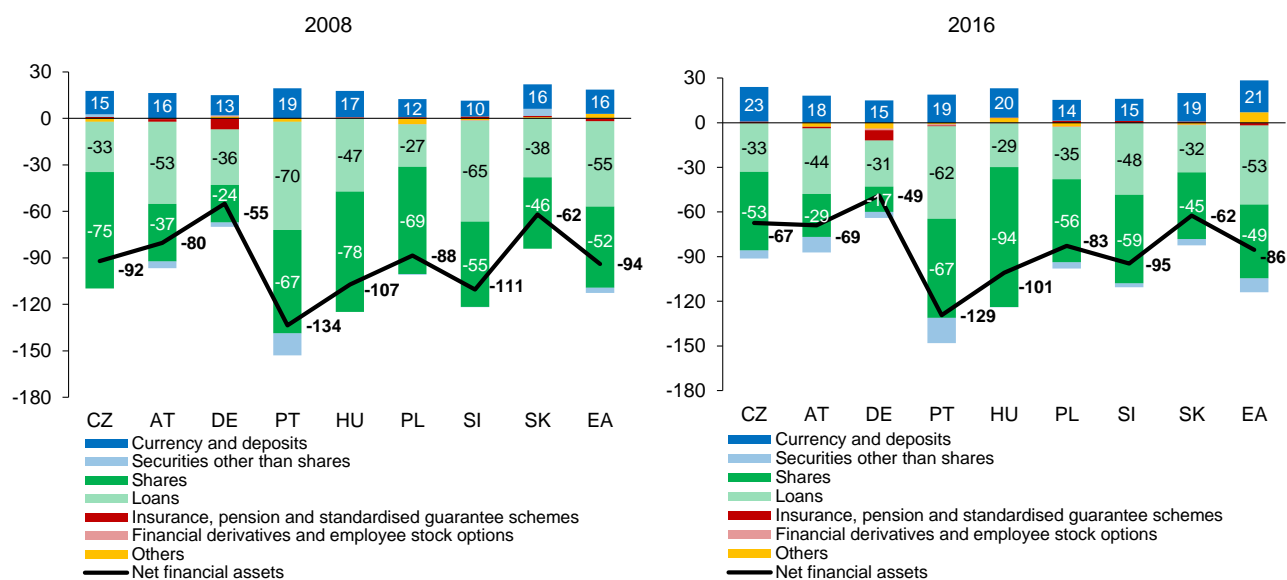 2008
30
0
-30
-60
-90
-120
-150
-180
15 16 13 19 17 12 10 16 16
-33 -53 -36 -70 -47 -27 -65 -38 -55
-75 -37 -24 -67 -78 -69 -55 -46 -52
-92 -80 -55 -134 -107 -88 -111 -62 -94
CZ AT DE PT HU PL SI SK EA
Currency and deposits
Securities other than shares
Shares
Loans
Insurance, pension and standardised guarantee schemes
Financial derivatives and employee stock options
Others
Net financial assets
2016
30
0
-30
-60
-90
-120
-150
-180
23 18 15 19 20 14 16 19 21
-33 -44 -31 -62 -29 -35 -48 -32 -53
-53 -29 -17 -67 -94 -56 -59 -45 -49
-67 -69 -49 -129 -101 -83 -95 -62 -86
CZ AT DE PT HU PL SI SK EA
Currency and deposits
Securities other than shares
Shares
Loans
Insurance, pension and standardised guarantee schemes
Financial derivatives and employee stock options
Others
Net financial assets